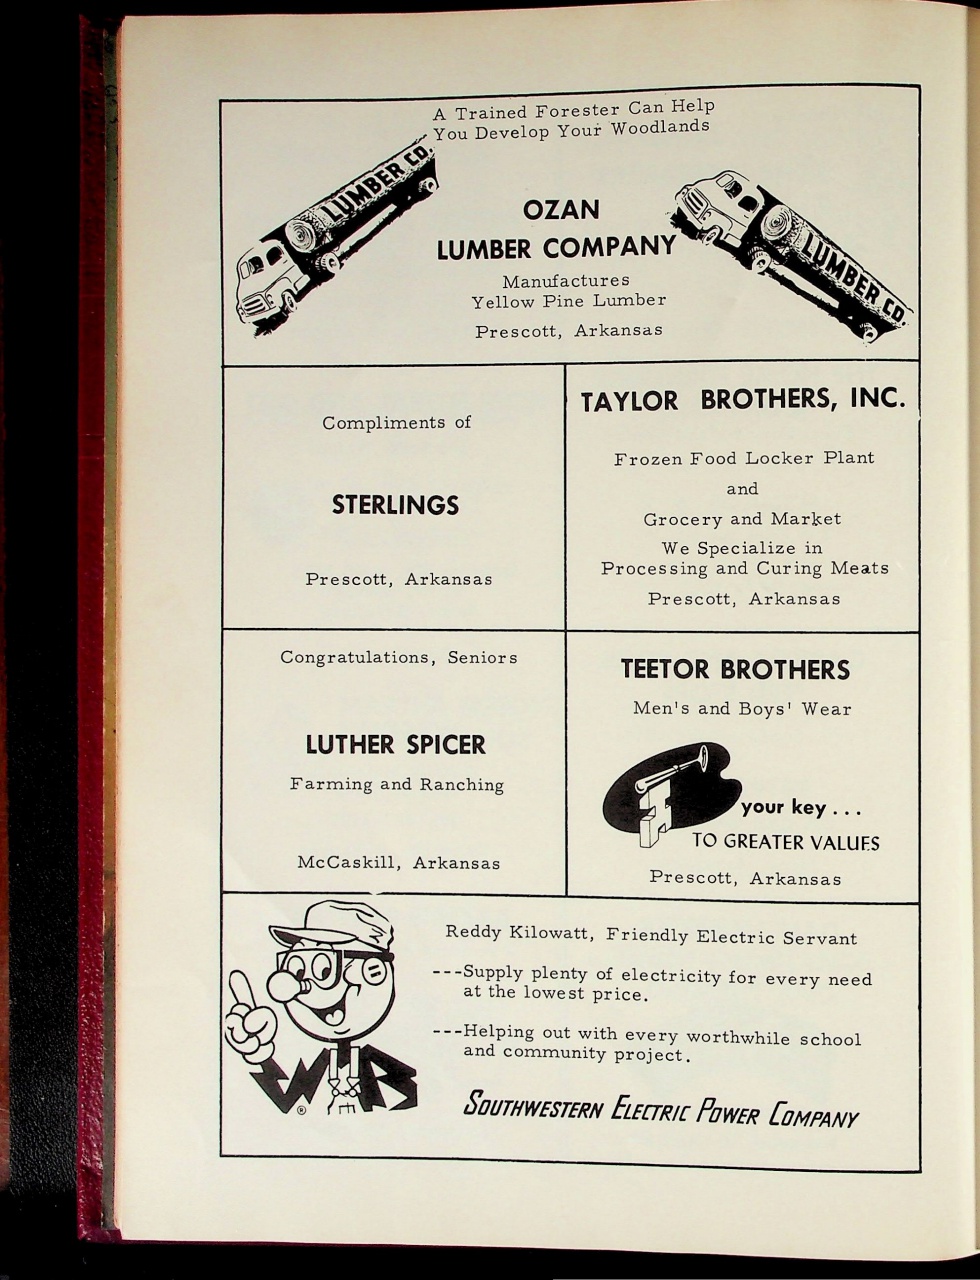 A Trained Forester Can Help
You Develop Your Woodlands
LUMBER CO.
LUMBER CO.
OZAN
LUMBER COMPANY
Manufactures
Yellow Pine Lumber
Prescott, Arkansas
Compliments of
STERLINGS
Prescott, Arkansas
TAYLOR BROTHERS, INC.
Frozen Food Locker Plant
and
Grocery and Market
We Specialize in
Processing and Curing Meats
Prescott, Arkansas
Congratulations, Seniors
LUTHER SPICER
Farming and Ranching
McCaskill, Arkansas
TEETOR BROTHERS
Men's and Boys' Wear
your key...
TO GREATER VALUES
Prescott, Arkansas
Reddy Kilowatt, Friendly Electric Servant
---Supply plenty of electricity for every need
at the lowest price.
---Helping out with every worthwhile school
and community project.
®
SOUTHWESTERN ELECTRIC POWER COMPANY